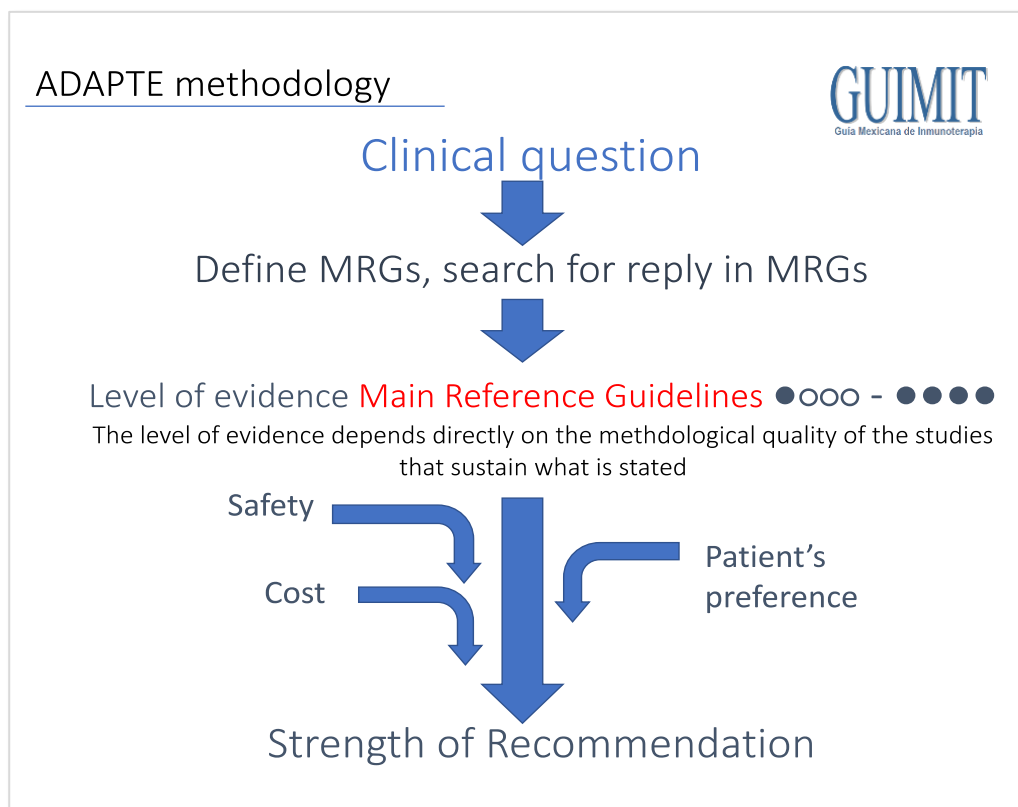 ADAPTE methodology
GUIMIT
Guía Mexicana de Inmunoterapia
Clinical question
Define MRGs, search for reply in MRGs
Level of evidence Main Reference Guidelines ●○○○ - ●●●●
The level of evidence depends directly on the methdological quality of the studies
that sustain what is stated
Safety
Patient’s
preference
Cost
Strength of Recommendation